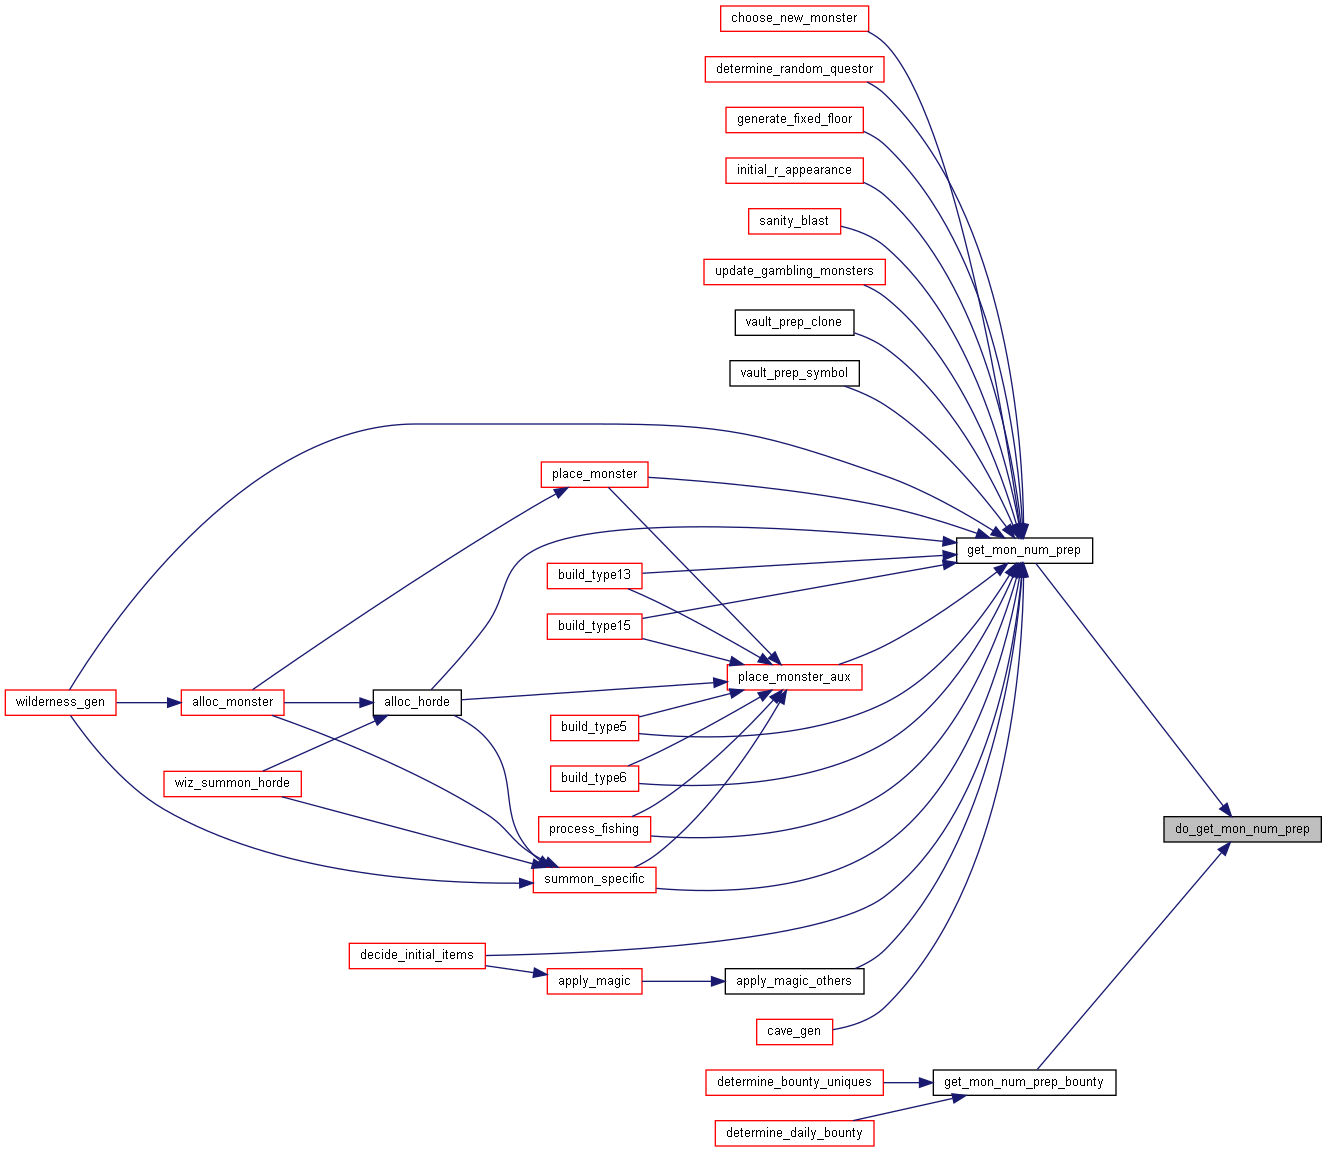 choose_new_monster
determine_random_questor
generate_fixed_floor
initial_r_appearance
sanity_blast
update_gambling_monsters
vault_prep_clone
vault_prep_symbol
place_monster
get_mon_num_prep
build_type13
build_type15
place_monster_aux
wilderness_gen
alloc_monster
alloc_horde
build_type5
build_type6
wiz_summon_horde
process_fishing
do_get_mon_num_prep
summon_specific
decide_initial_items
apply_magic
apply_magic_others
cave_gen
determine_bounty_uniques
get_mon_num_prep_bounty
determine_daily_bounty